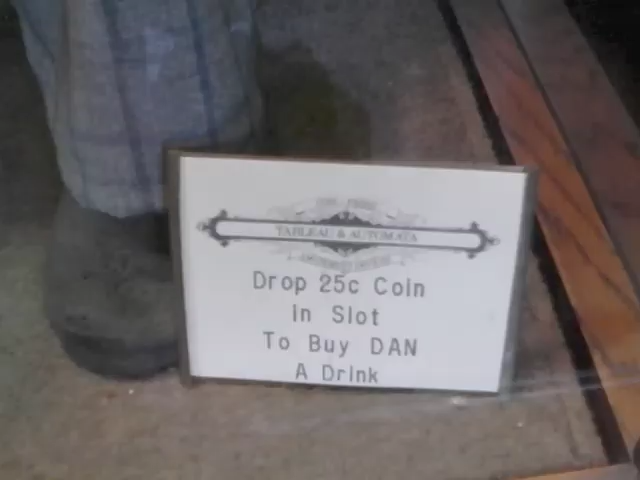 TABLEAU & AUTOMATA
Drop 25c Coin
in Slot
To Buy DAN
A Drink